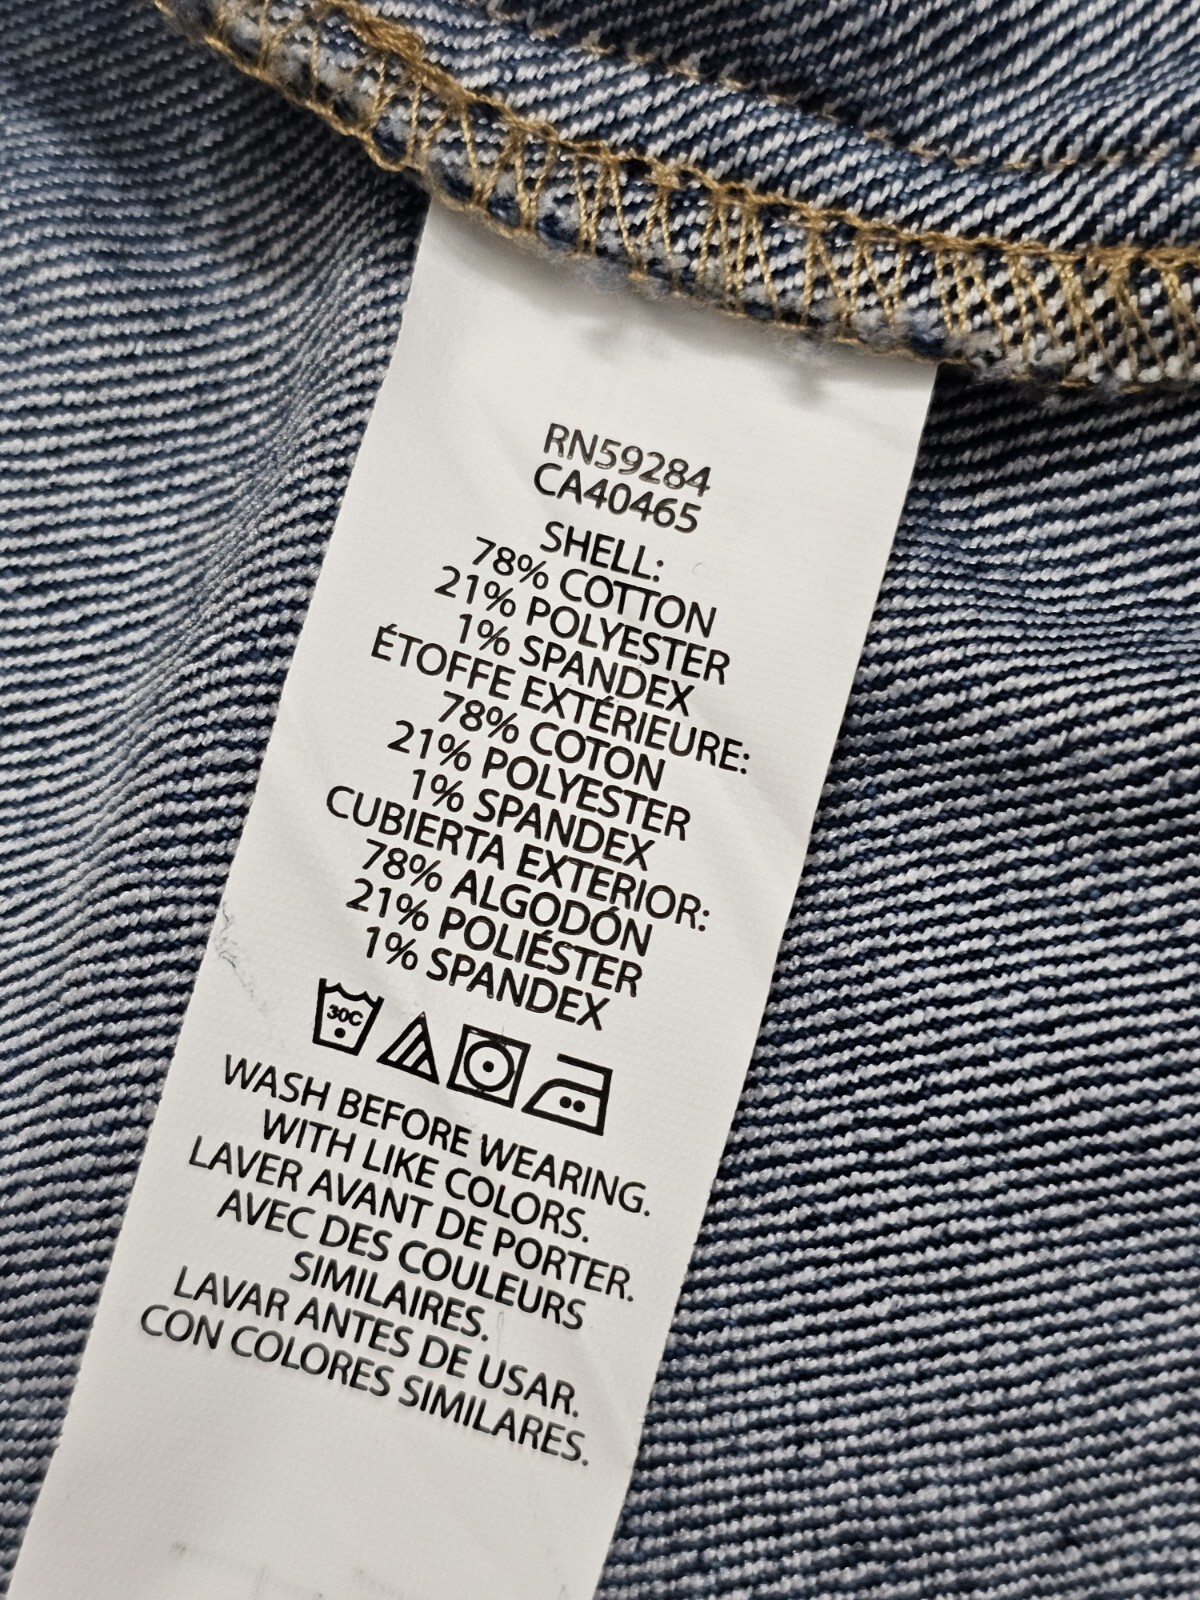 RN59284
CA40465
SHELL:
78% COTTON
21% POLYESTER
1% SPANDEX
ÉTOFFE EXTÉRIEURE:
78% COTON
21% POLYESTER
1% SPANDEX
CUBIERTA EXTERIOR:
78% ALGODÓN
21% POLIÉSTER
1% SPANDEX
30C
WASH BEFORE WEARING.
WITH LIKE COLORS.
LAVER AVANT DE PORTER.
AVEC DES COULEURS
SIMILAIRES.
LAVAR ANTES DE USAR.
CON COLORES SIMILARES.